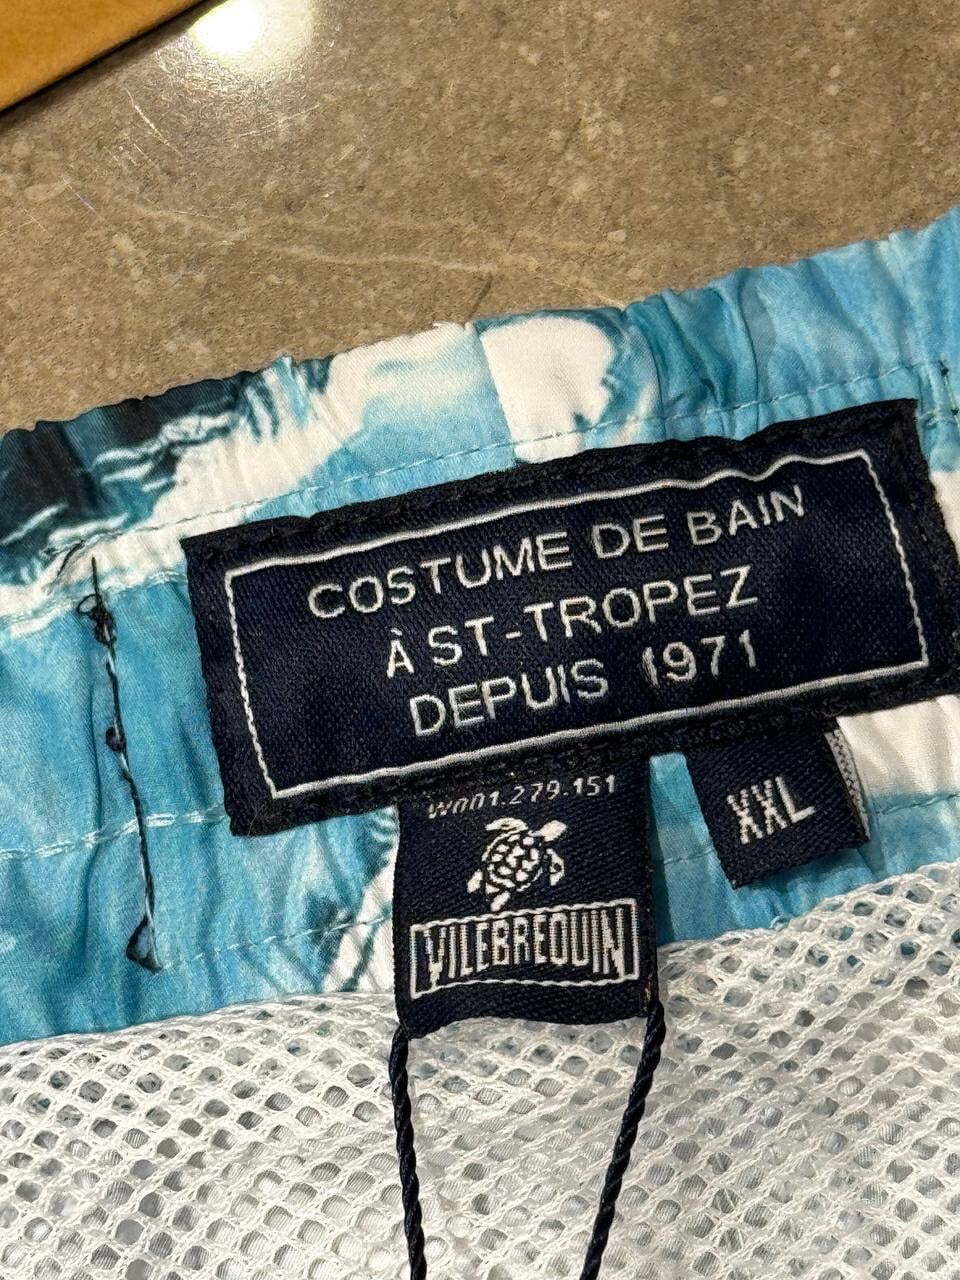 COSTUME DE BAIN
À ST-TROPEZ
DEPUIS 1971
W001.279.151
XXL
VILEBREQUIN